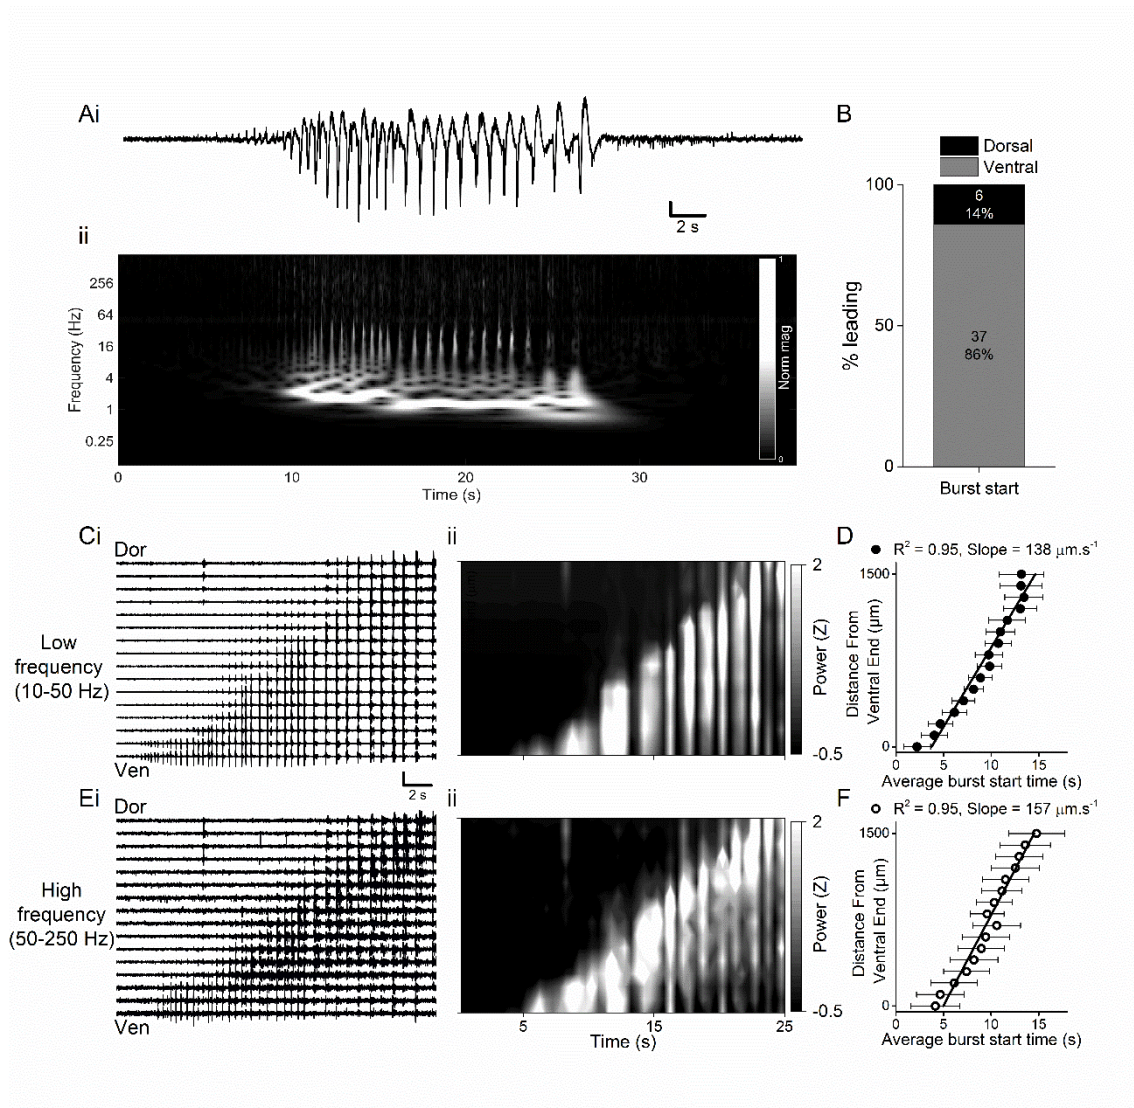 Ai
2 s
B
Dorsal
Ventral
100
50
0
% leading
6
14%
37
86%
Burst start
ii
256
64
16
4
1
0.25
Frequency (Hz)
1
Norm mag
0
0
10
20
30
Time (s)
Ci
Dor
Low
frequency
(10-50 Hz)
Ven
2 s
ii
2
Power (Z)
-0.5
D
R² = 0.95, Slope = 138 μm.s⁻¹
1500
0
Distance From
Ventral End (μm)
0
5
10
15
Average burst start time (s)
Ei
Dor
High
frequency
(50-250 Hz)
Ven
ii
2
Power (Z)
-0.5
5
15
25
Time (s)
F
R² = 0.95, Slope = 157 μm.s⁻¹
1500
0
Distance From
Ventral End (μm)
0
5
10
15
Average burst start time (s)